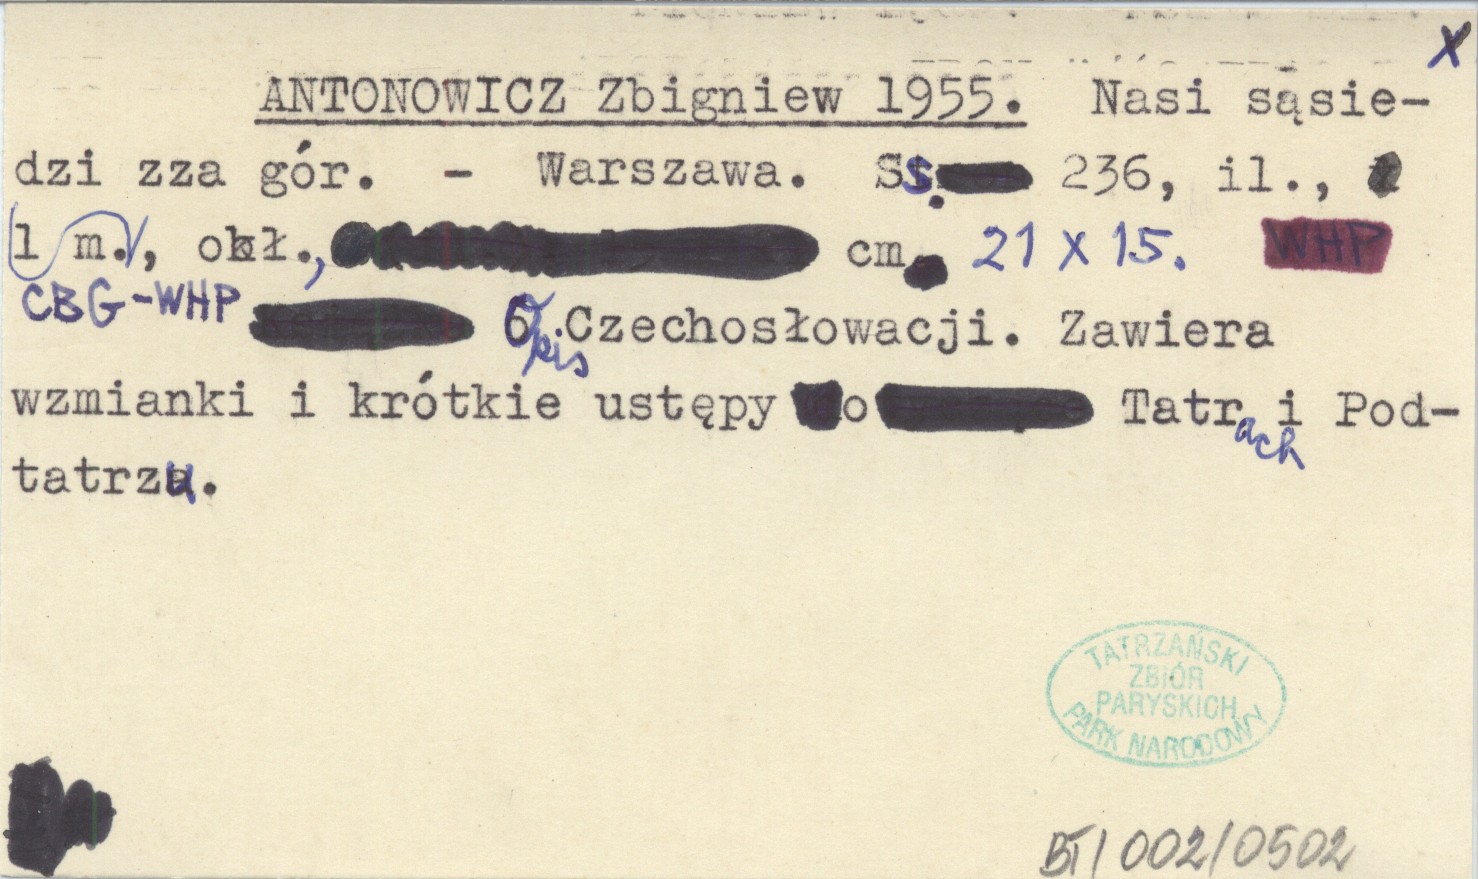 X
ANTONOWICZ Zbigniew 1955. Nasi sąsie-
dzi zza gór. - Warszawa. Ss. 236, il.,
1 m., okł., cm. 21 x 15. WHP
CBG-WHP Opis Czechosłowacji. Zawiera
wzmianki i krótkie ustępy o Tatrach i Pod-
tatrzu.
TATRZAŃSKI
ZBIÓR
PARYSKICH
PARK NARODOWY
BT/002/0502